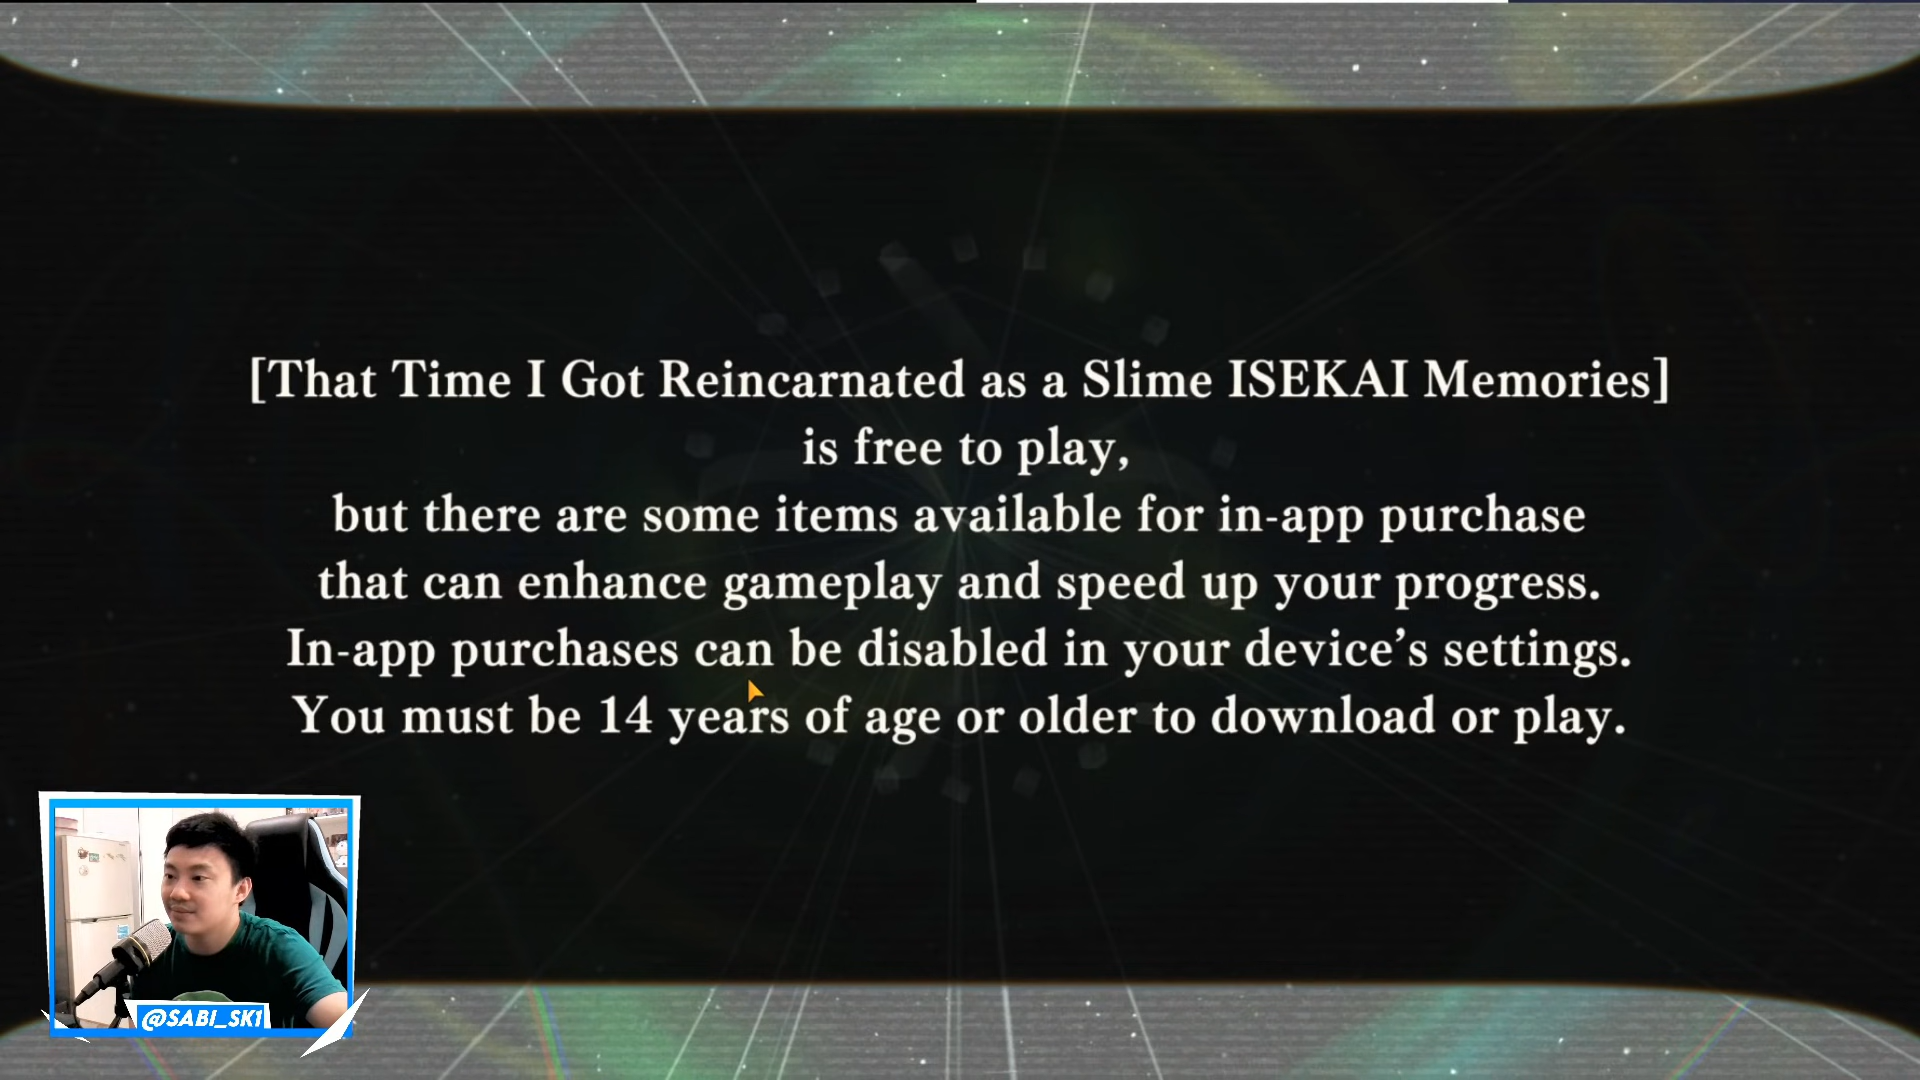 [That Time I Got Reincarnated as a Slime ISEKAI Memories]
is free to play,
but there are some items available for in-app purchase
that can enhance gameplay and speed up your progress.
In-app purchases can be disabled in your device’s settings.
You must be 14 years of age or older to download or play.
@SABI_SK1